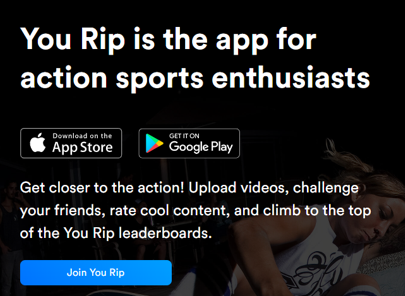 You Rip is the app for
action sports enthusiasts
Download on the
App Store
GET IT ON
Google Play
Get closer to the action! Upload videos, challenge
your friends, rate cool content, and climb to the top
of the You Rip leaderboards.
Join You Rip